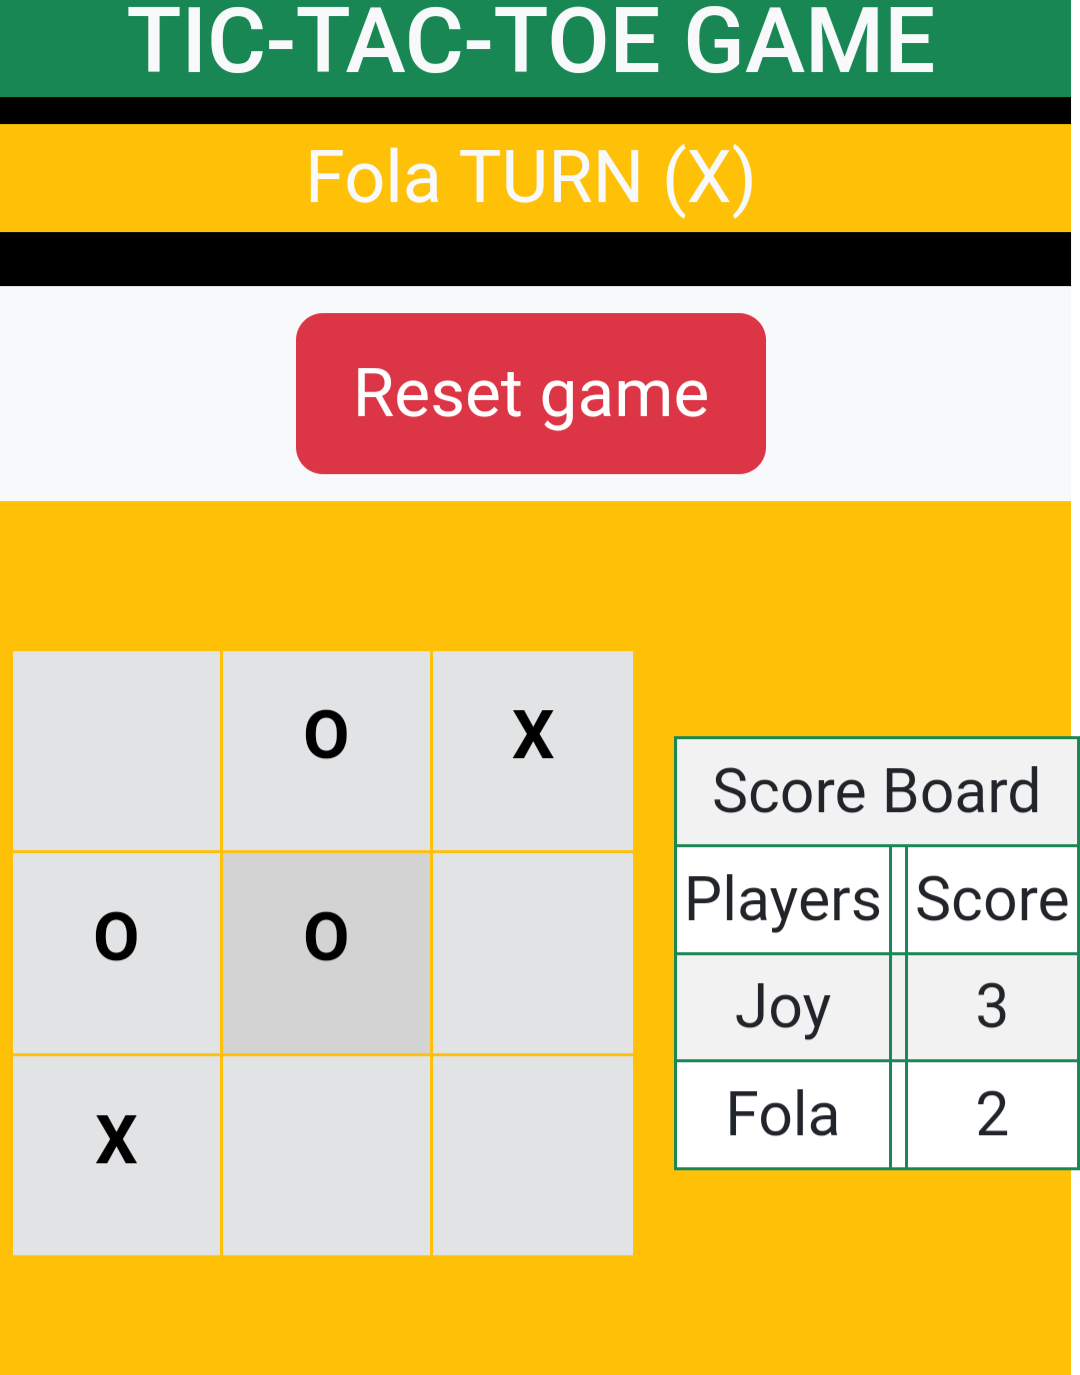 TIC-TAC-TOE GAME
Fola TURN (X)
Reset game
O X
O O
X
Score Board
Players Score
Joy 3
Fola 2